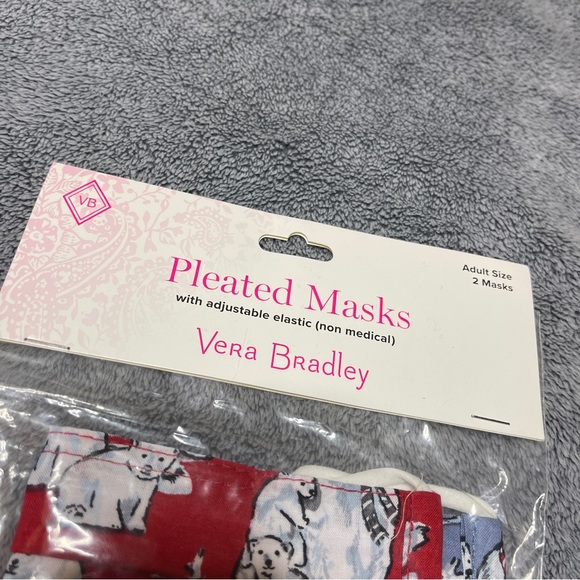 VB
Pleated Masks
with adjustable elastic (non medical)
Vera Bradley
Adult Size
2 Masks